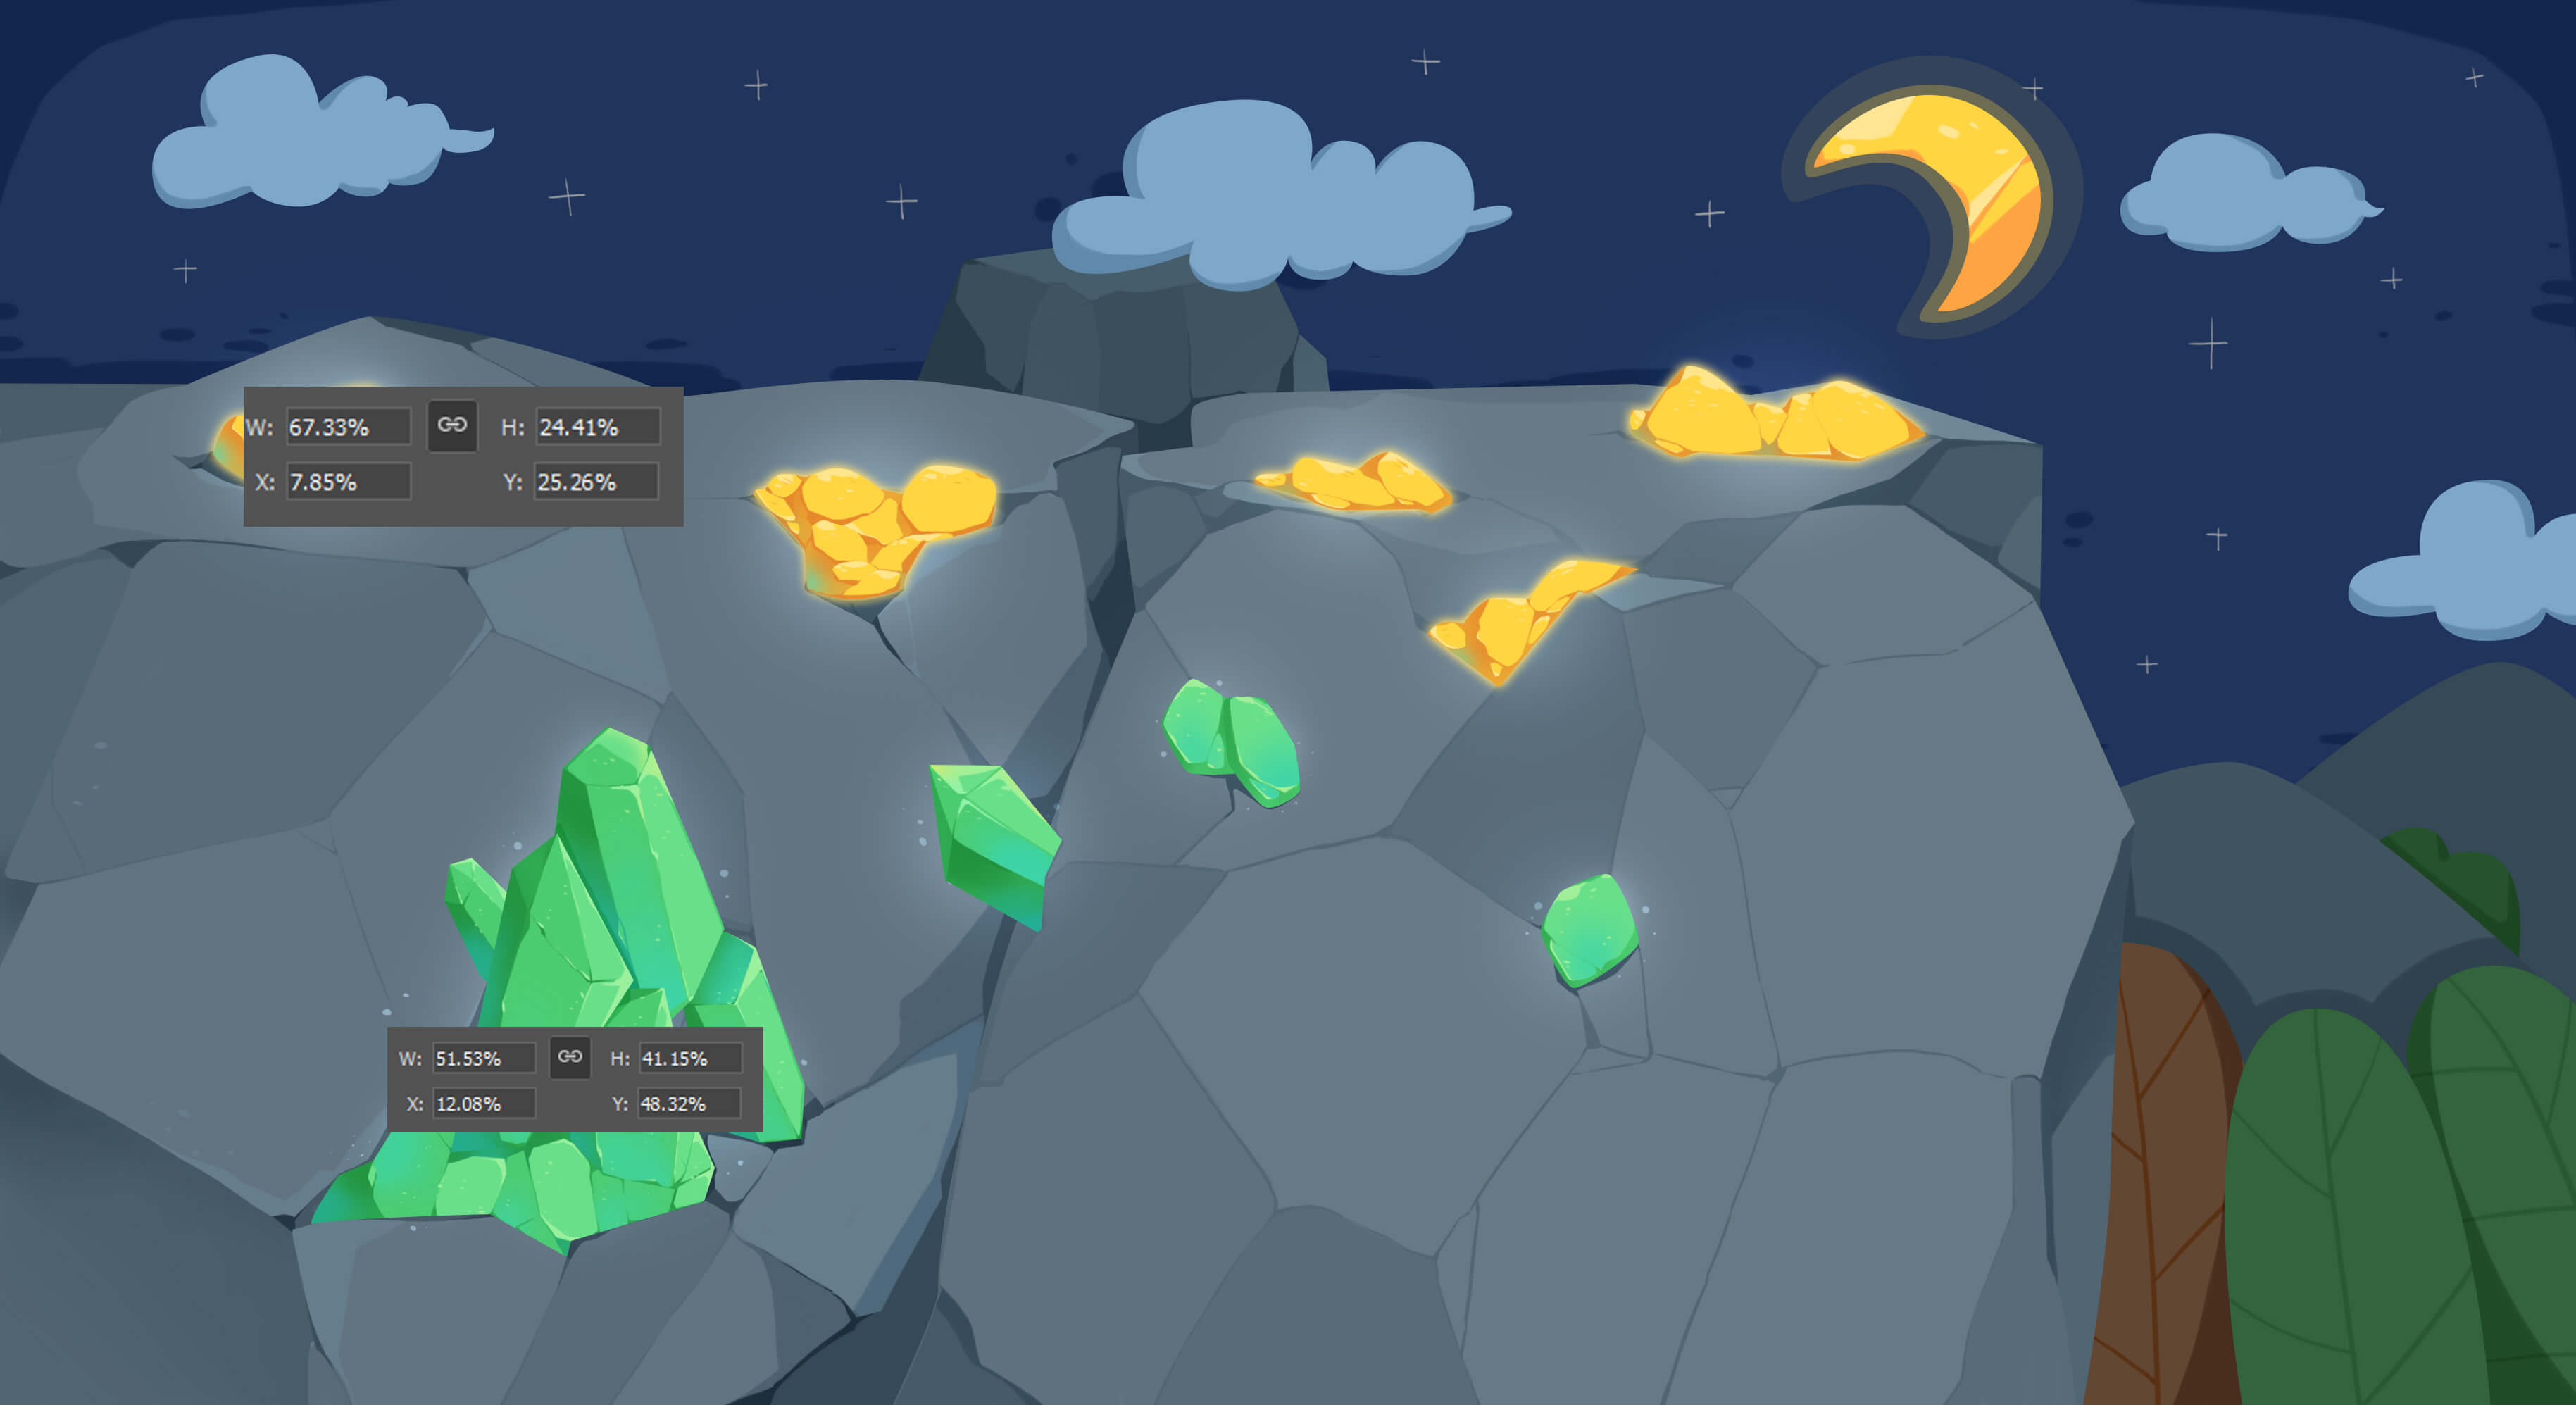 W: 67.33% H: 24.41%
X: 7.85% Y: 25.26%
W: 51.53% H: 41.15%
X: 12.08% Y: 48.32%